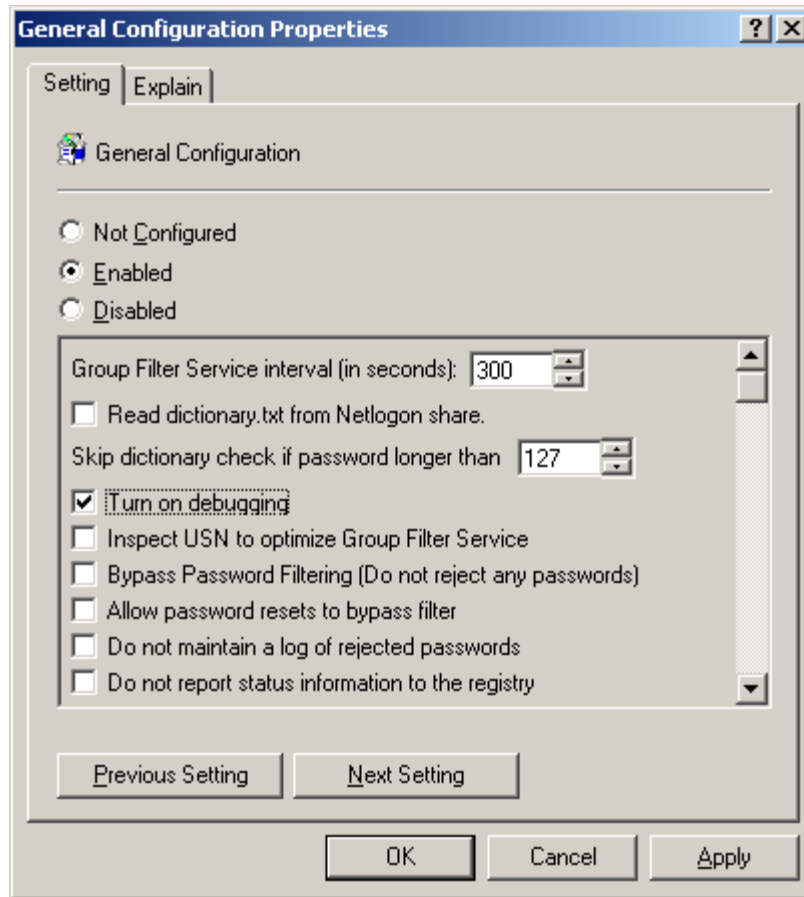 General Configuration Properties
Setting Explain
General Configuration
Not Configured
Enabled
Disabled
Group Filter Service interval (in seconds): 300
Read dictionary.txt from Netlogon share.
Skip dictionary check if password longer than 127
Turn on debugging
Inspect USN to optimize Group Filter Service
Bypass Password Filtering (Do not reject any passwords)
Allow password resets to bypass filter
Do not maintain a log of rejected passwords
Do not report status information to the registry
Previous Setting Next Setting
OK Cancel Apply